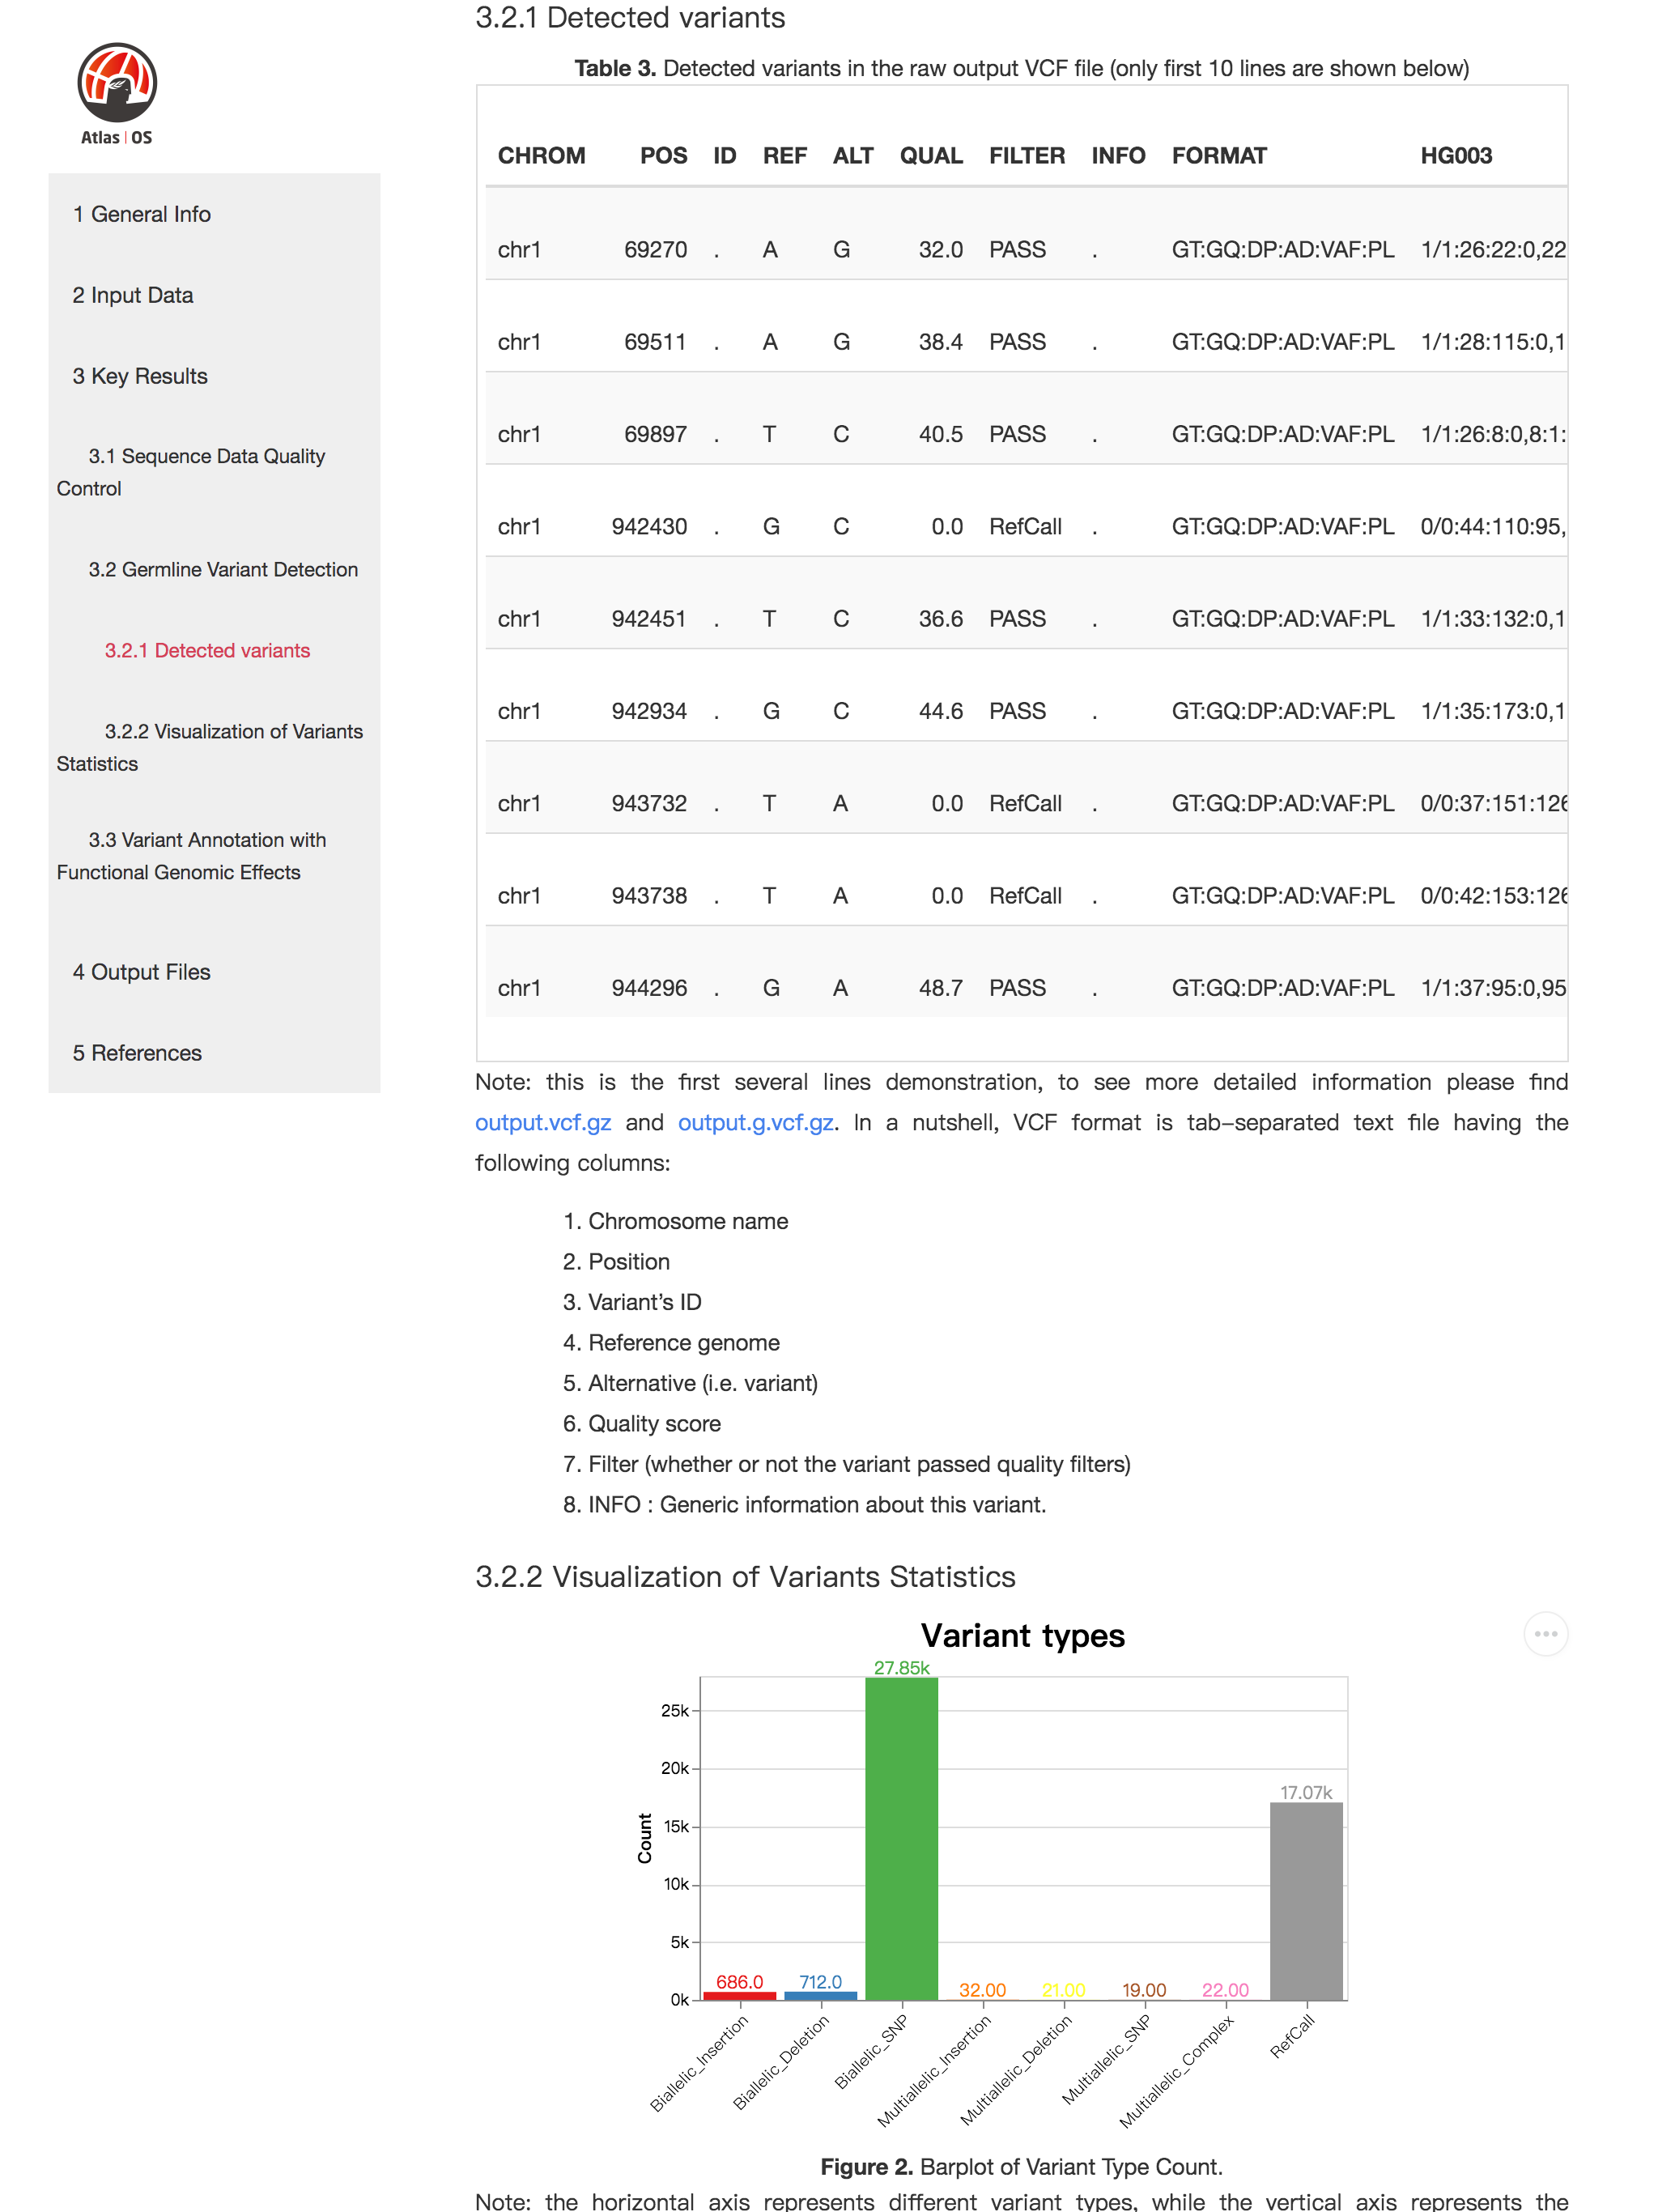 Atlas | OS
1 General Info
2 Input Data
3 Key Results
3.1 Sequence Data Quality
Control
3.2 Germline Variant Detection
3.2.1 Detected variants
3.2.2 Visualization of Variants
Statistics
3.3 Variant Annotation with
Functional Genomic Effects
4 Output Files
5 References
3.2.1 Detected variants
Table 3. Detected variants in the raw output VCF file (only first 10 lines are shown below)
CHROM POS ID REF ALT QUAL FILTER INFO FORMAT HG003
chr1 69270 . A G 32.0 PASS . GT:GQ:DP:AD:VAF:PL 1/1:26:22:0,22
chr1 69511 . A G 38.4 PASS . GT:GQ:DP:AD:VAF:PL 1/1:28:115:0,1
chr1 69897 . T C 40.5 PASS . GT:GQ:DP:AD:VAF:PL 1/1:26:8:0,8:1:
chr1 942430 . G C 0.0 RefCall . GT:GQ:DP:AD:VAF:PL 0/0:44:110:95,
chr1 942451 . T C 36.6 PASS . GT:GQ:DP:AD:VAF:PL 1/1:33:132:0,1
chr1 942934 . G C 44.6 PASS . GT:GQ:DP:AD:VAF:PL 1/1:35:173:0,1
chr1 943732 . T A 0.0 RefCall . GT:GQ:DP:AD:VAF:PL 0/0:37:151:126
chr1 943738 . T A 0.0 RefCall . GT:GQ:DP:AD:VAF:PL 0/0:42:153:126
chr1 944296 . G A 48.7 PASS . GT:GQ:DP:AD:VAF:PL 1/1:37:95:0,95
Note: this is the first several lines demonstration, to see more detailed information please find
output.vcf.gz and output.g.vcf.gz. In a nutshell, VCF format is tab–separated text file having the
following columns:
1. Chromosome name
2. Position
3. Variant’s ID
4. Reference genome
5. Alternative (i.e. variant)
6. Quality score
7. Filter (whether or not the variant passed quality filters)
8. INFO : Generic information about this variant.
3.2.2 Visualization of Variants Statistics
Variant types
27.85k
25k
20k
17.07k
Count
15k
10k
5k
686.0 712.0 32.00 21.00 19.00 22.00
0k
Biallelic_Insertion
Biallelic_Deletion
Biallelic_SNP
Multiallelic_Insertion
Multiallelic_Deletion
Multiallelic_SNP
Multiallelic_Complex
RefCall
Figure 2. Barplot of Variant Type Count.
Note: the horizontal axis represents different variant types, while the vertical axis represents the